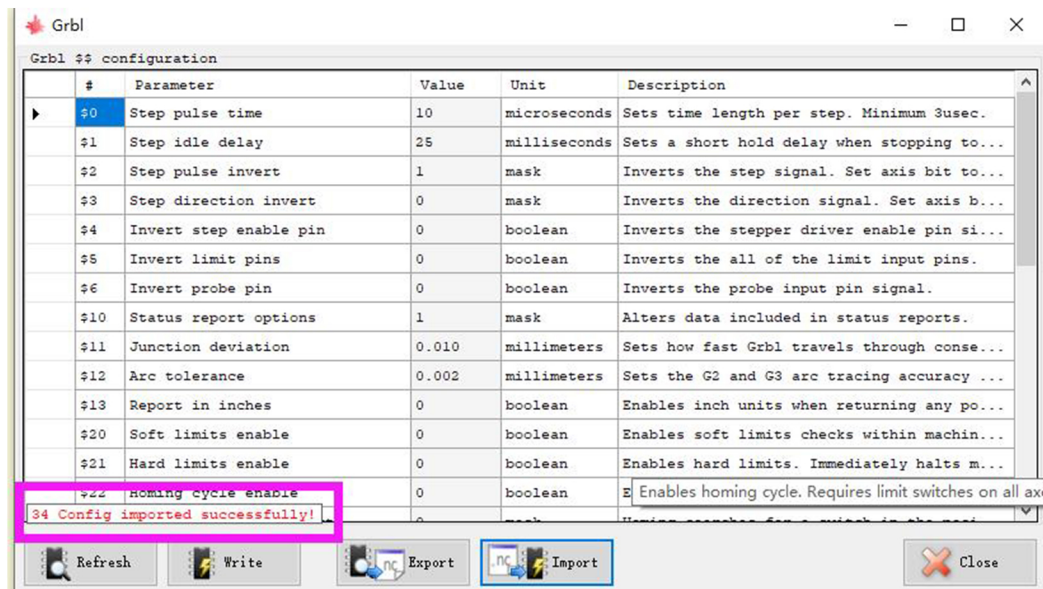 Grbl
Grbl $$ configuration
# Parameter Value Unit Description
$0 Step pulse time 10 microseconds Sets time length per step. Minimum 3usec.
$1 Step idle delay 25 milliseconds Sets a short hold delay when stopping to...
$2 Step pulse invert 1 mask Inverts the step signal. Set axis bit to...
$3 Step direction invert 0 mask Inverts the direction signal. Set axis b...
$4 Invert step enable pin 0 boolean Inverts the stepper driver enable pin si...
$5 Invert limit pins 0 boolean Inverts the all of the limit input pins.
$6 Invert probe pin 0 boolean Inverts the probe input pin signal.
$10 Status report options 1 mask Alters data included in status reports.
$11 Junction deviation 0.010 millimeters Sets how fast Grbl travels through conse...
$12 Arc tolerance 0.002 millimeters Sets the G2 and G3 arc tracing accuracy ...
$13 Report in inches 0 boolean Enables inch units when returning any po...
$20 Soft limits enable 0 boolean Enables soft limits checks within machin...
$21 Hard limits enable 0 boolean Enables hard limits. Immediately halts m...
$22 Homing cycle enable 0 boolean E Enables homing cycle. Requires limit switches on all axe
34 Config imported successfully!
Refresh Write Export Import Close